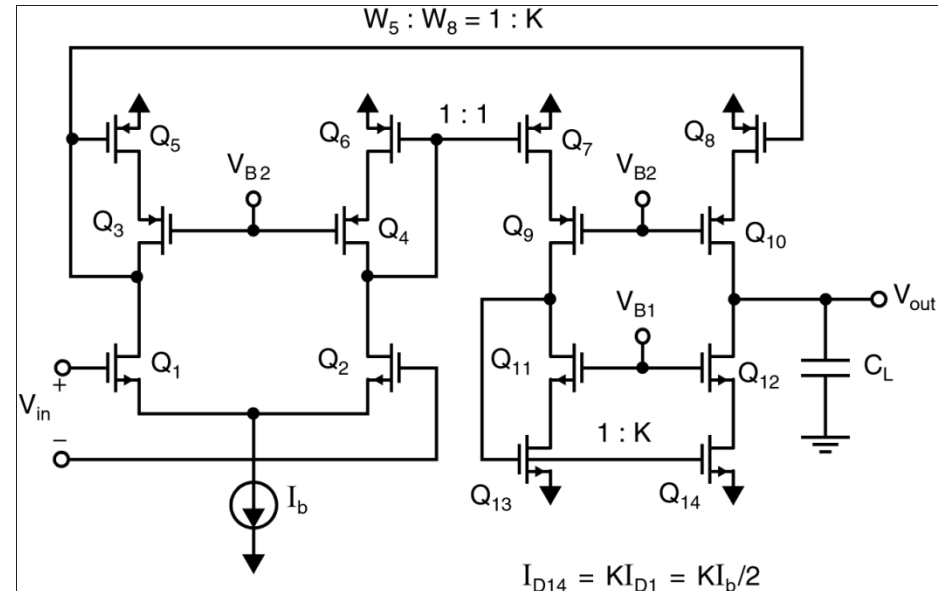 W5 : W8 = 1 : K
Q5
Q6
1 : 1
Q7
Q8
VB2
VB2
Q3
Q4
Q9
Q10
Vout
VB1
Q1
Q2
Q11
Q12
CL
+
Vin
−
1 : K
Ib
Q13
Q14
ID14 = KID1 = KIb/2